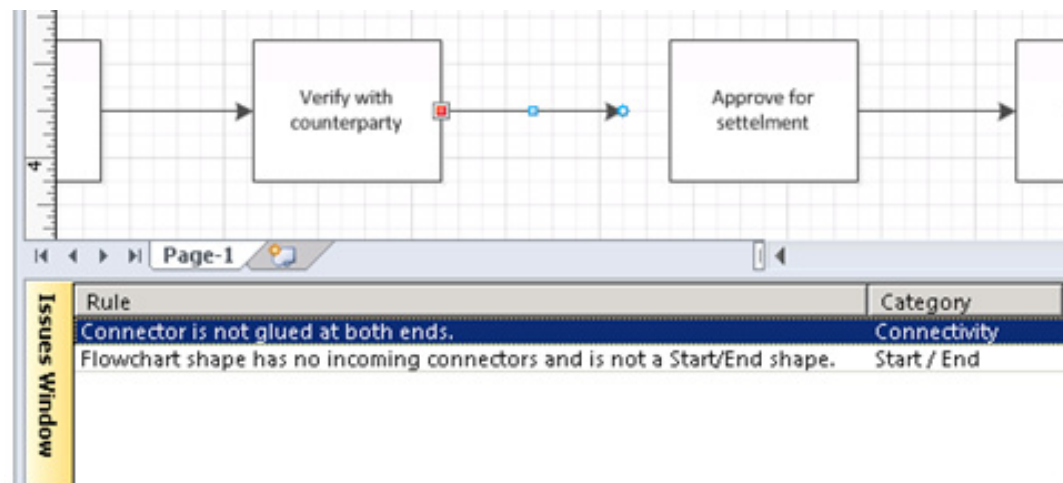 Verify with
counterparty
Approve for
settelment
4
Page-1
Issues Window
Rule Category
Connector is not glued at both ends. Connectivity
Flowchart shape has no incoming connectors and is not a Start/End shape. Start / End